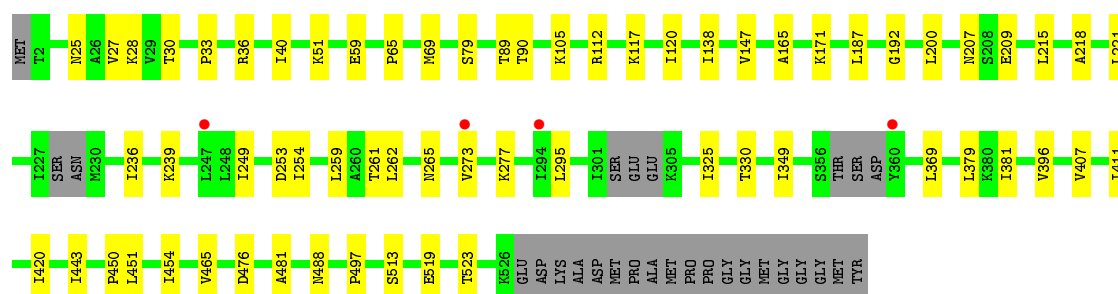 MET T2 N25 A26 V27 K28 V29 T30 P33 R36 I40 K51 E59 P65 M69 S79 T89 T90 K105 R112 K117 I120 I138 V147 A165 K171 L187 G192 L200 N207 S208 E209 L215 A218 L221
I227 SER ASN M230 I236 K239 L247 L248 I249 D253 I254 L259 A260 T261 L262 N265 V273 K277 I294 L295 I301 SER GLU GLU K305 I325 T330 I349 S356 THR SER ASP Y360 L369 L379 K380 I381 V396 V407 I411
I420 I443 P450 L451 I454 V465 D476 A481 N488 P497 S513 E519 T523 K526 GLU ASP LYS ALA ASP MET PRO ALA MET PRO PRO GLY GLY MET GLY GLY GLY MET TYR